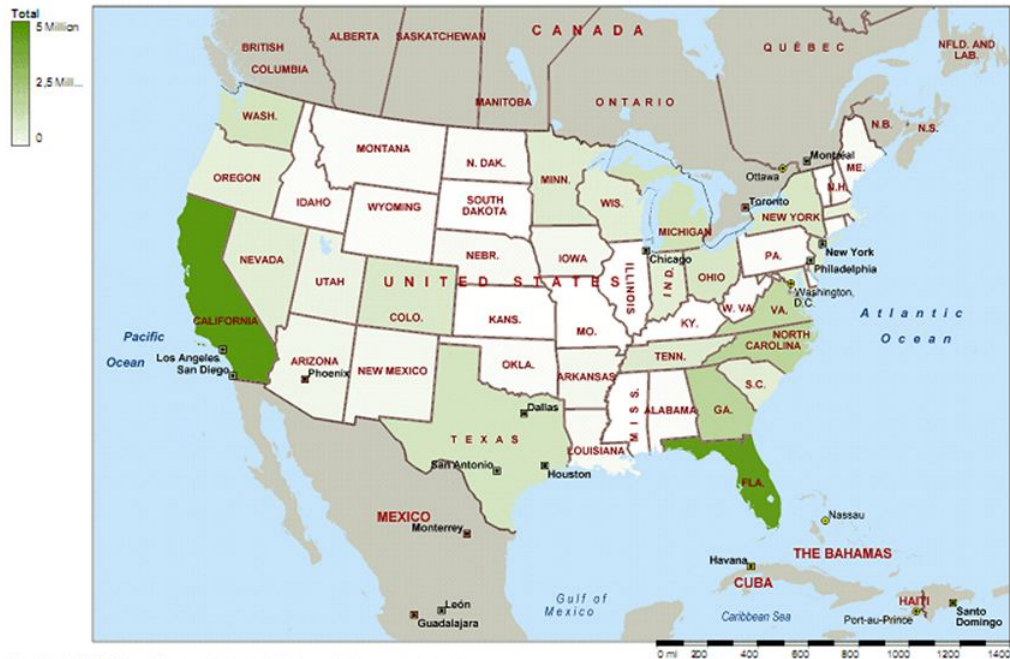 Total
5 Million
2,5 Mill...
0
CANADA
BRITISH
COLUMBIA
ALBERTA
SASKATCHEWAN
MANITOBA
ONTARIO
QUÉBEC
NFLD. AND
LAB.
N.B.
N.S.
WASH.
OREGON
MONTANA
IDAHO
WYOMING
N. DAK.
SOUTH
DAKOTA
MINN.
WIS.
MICHIGAN
Ottawa
Montréal
Toronto
ME.
N.H.
NEW YORK
New York
PA.
Philadelphia
Washington,
D.C.
NEBR.
IOWA
Chicago
ILLINOIS
IND.
OHIO
W. VA
VA.
NEVADA
UTAH
COLO.
UNITED STATES
KANS.
MO.
KY.
CALIFORNIA
Pacific
Ocean
Los Angeles
San Diego
ARIZONA
Phoenix
NEW MEXICO
OKLA.
ARKANSAS
TENN.
NORTH
CAROLINA
S.C.
Atlantic
Ocean
Dallas
TEXAS
San Antonio
Houston
LOUISIANA
MISS.
ALABAMA
GA.
FLA.
MEXICO
Monterrey
León
Guadalajara
Gulf of
Mexico
Nassau
THE BAHAMAS
Havana
CUBA
Caribbean Sea
HAITI
Port-au-Prince
Santo
Domingo
0 mi 200 400 600 800 1000 1200 1400